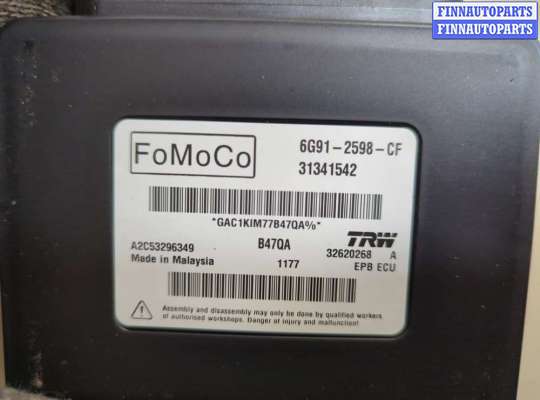 FINNAUTOPARTS
FINNAUTOPARTS
FoMoCo
6G91-2598-CF
31341542
*GAC1KIM77B47QA%*
A2C53296349
B47QA
TRW
Made in Malaysia
1177
32620268 A
EPB ECU
Assembly and disassembly may only be done by qualified workers
of authorised workshops. Danger of injury and malfunction!